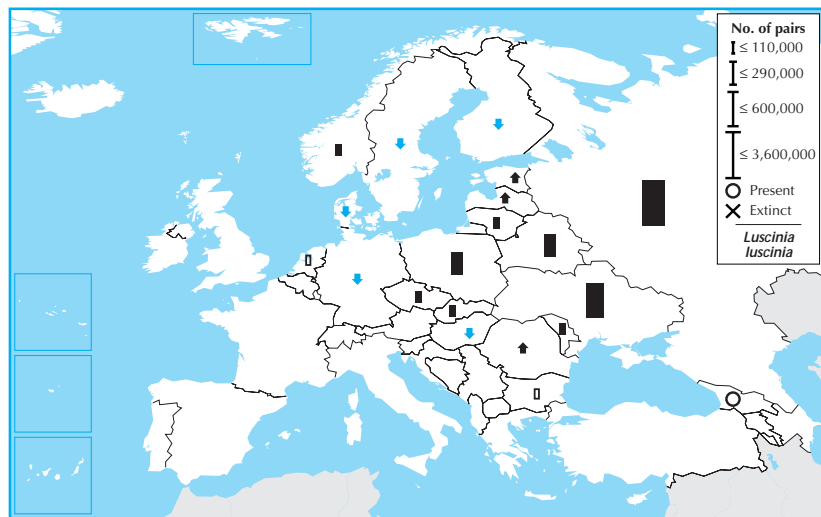 No. of pairs
≤ 110,000
≤ 290,000
≤ 600,000
≤ 3,600,000
Present
Extinct
Luscinia
luscinia